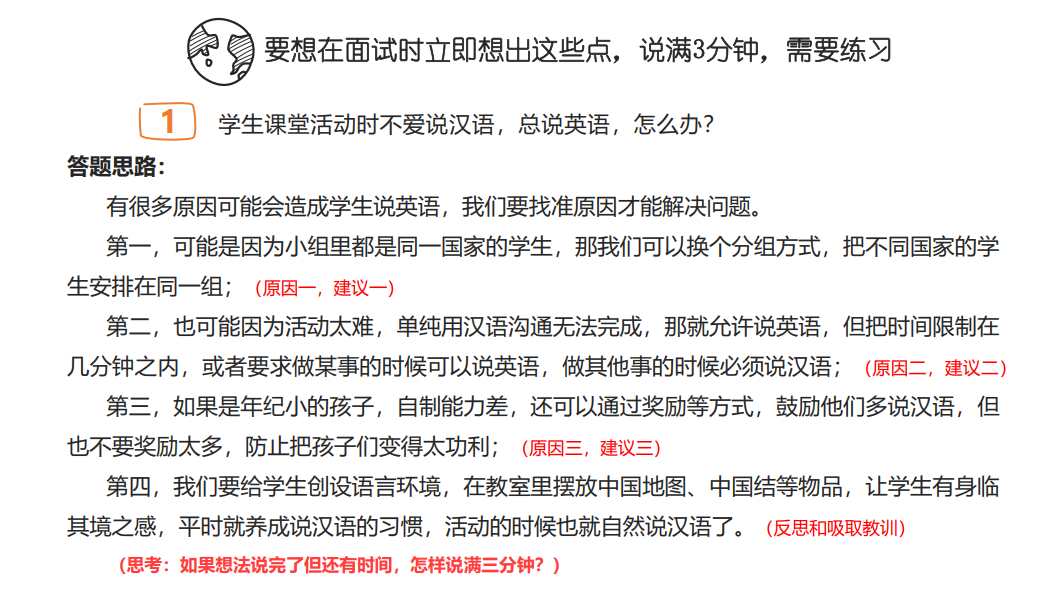 要想在面试时立即想出这些点，说满3分钟，需要练习
1 学生课堂活动时不爱说汉语，总说英语，怎么办？
答题思路：
有很多原因可能会造成学生说英语，我们要找准原因才能解决问题。
第一，可能是因为小组里都是同一国家的学生，那我们可以换个分组方式，把不同国家的学
生安排在同一组；（原因一，建议一）
第二，也可能因为活动太难，单纯用汉语沟通无法完成，那就允许说英语，但把时间限制在
几分钟之内，或者要求做某事的时候可以说英语，做其他事的时候必须说汉语；（原因二，建议二）
第三，如果是年纪小的孩子，自制能力差，还可以通过奖励等方式，鼓励他们多说汉语，但
也不要奖励太多，防止把孩子们变得太功利；（原因三，建议三）
第四，我们要给学生创设语言环境，在教室里摆放中国地图、中国结等物品，让学生有身临
其境之感，平时就养成说汉语的习惯，活动的时候也就自然说汉语了。（反思和吸取教训）
（思考：如果想法说完了但还有时间，怎样说满三分钟？）